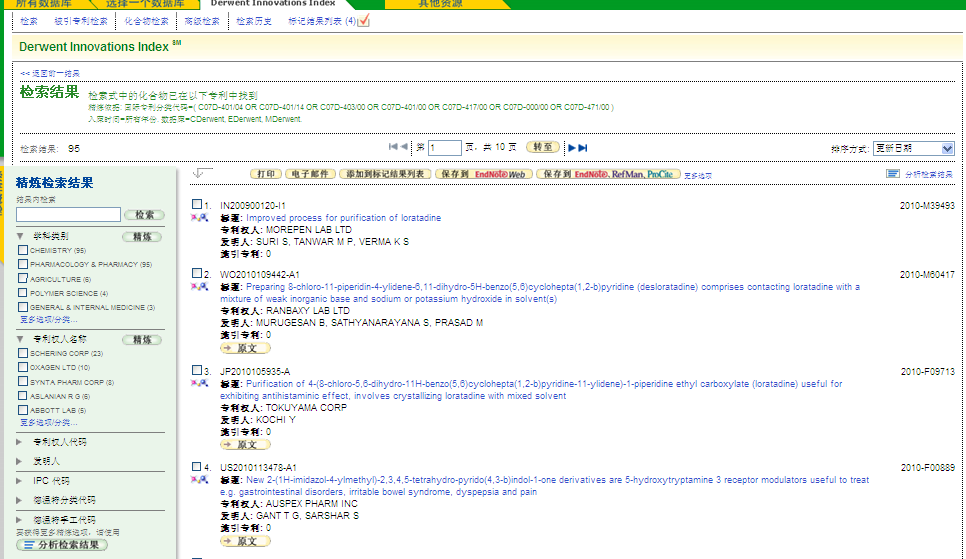 所有数据库 选择一个数据库 Derwent Innovations Index 其他资源
检索 被引专利检索 化合物检索 高级检索 检索历史 标记结果列表 (4)
Derwent Innovations Index SM
<< 返回前一结果
检索结果 检索式中的化合物已在以下专利中找到
精炼依据: 国际专利分类代码=( C07D-401/04 OR C07D-401/14 OR C07D-403/00 OR C07D-401/00 OR C07D-417/00 OR C07D-000/00 OR C07D-471/00 )
入库时间=所有年份. 数据库=CDerwent, EDerwent, MDerwent.
检索结果: 95 第 1 页, 共 10 页 转至 排序方式: 更新日期
打印 电子邮件 添加到标记结果列表 保存到 EndNote Web 保存到 EndNote, RefMan, ProCite 更多选项 分析检索结果
精炼检索结果
结果内检索
检索
学科类别 精炼
CHEMISTRY (95)
PHARMACOLOGY & PHARMACY (95)
AGRICULTURE (6)
POLYMER SCIENCE (4)
GENERAL & INTERNAL MEDICINE (3)
更多选项/分类...
专利权人名称 精炼
SCHERING CORP (23)
OXAGEN LTD (10)
SYNTA PHARM CORP (8)
ASLANIAN R G (6)
ABBOTT LAB (5)
更多选项/分类...
专利权人代码
发明人
IPC 代码
德温特分类代码
德温特手工代码
要获得更多精炼选项, 请使用
分析检索结果
1. IN200900120-I1 2010-M39493
标题: Improved process for purification of loratadine
专利权人: MOREPEN LAB LTD
发明人: SURI S, TANWAR M P, VERMA K S
施引专利: 0
2. WO2010109442-A1 2010-M60417
标题: Preparing 8-chloro-11-piperidin-4-ylidene-6,11-dihydro-5H-benzo(5,6)cyclohepta(1,2-b)pyridine (desloratadine) comprises contacting loratadine with a
mixture of weak inorganic base and sodium or potassium hydroxide in solvent(s)
专利权人: RANBAXY LAB LTD
发明人: MURUGESAN B, SATHYANARAYANA S, PRASAD M
施引专利: 0
原文
3. JP2010105935-A 2010-F09713
标题: Purification of 4-(8-chloro-5,6-dihydro-11H-benzo(5,6)cyclohepta(1,2-b)pyridine-11-ylidene)-1-piperidine ethyl carboxylate (loratadine) useful for
exhibiting antihistaminic effect, involves crystallizing loratadine with mixed solvent
专利权人: TOKUYAMA CORP
发明人: KOCHI Y
施引专利: 0
原文
4. US2010113478-A1 2010-F00889
标题: New 2-(1H-imidazol-4-ylmethyl)-2,3,4,5-tetrahydro-pyrido(4,3-b)indol-1-one derivatives are 5-hydroxytryptamine 3 receptor modulators useful to treat
e.g. gastrointestinal disorders, irritable bowel syndrome, dyspepsia and pain
专利权人: AUSPEX PHARM INC
发明人: GANT T G, SARSHAR S
施引专利: 0
原文